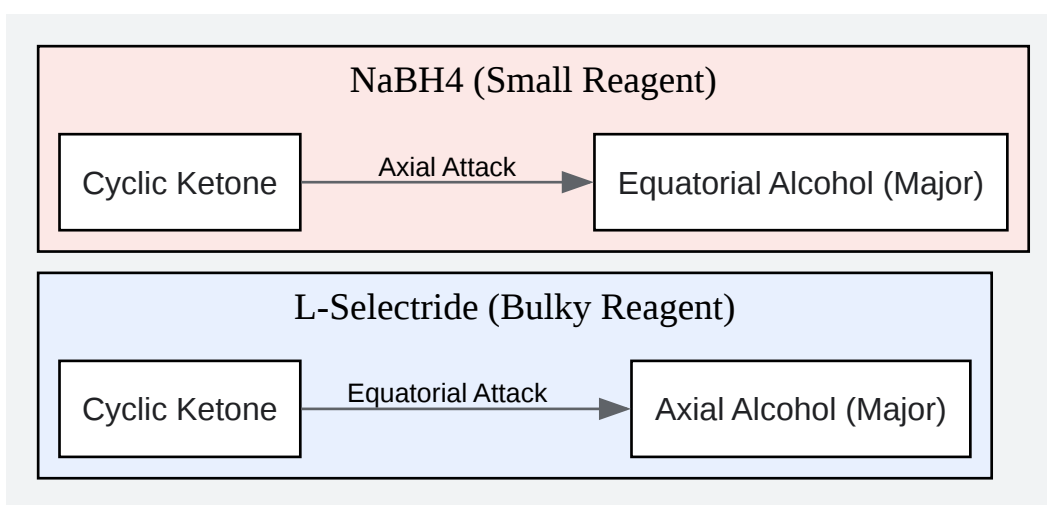 NaBH4 (Small Reagent)
Cyclic Ketone
Axial Attack
Equatorial Alcohol (Major)
L-Selectride (Bulky Reagent)
Cyclic Ketone
Equatorial Attack
Axial Alcohol (Major)